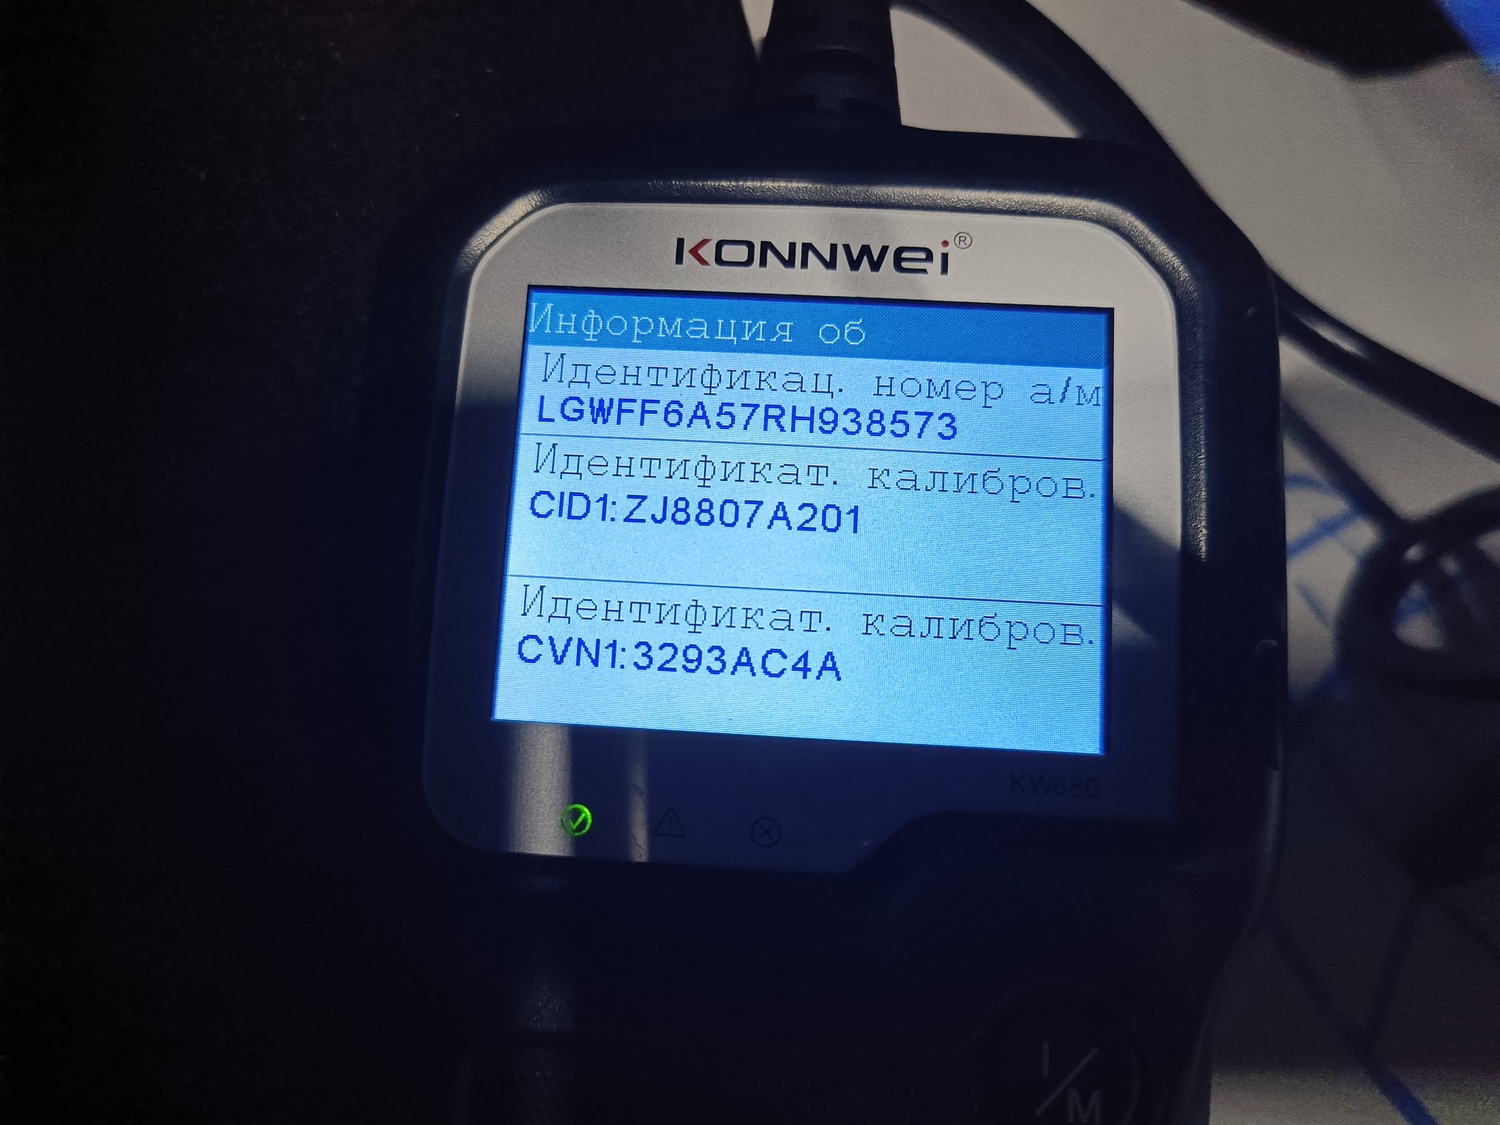 KONNWEI®
Информация об
Идентификац. номер а/м
LGWFF6A57RH938573
Идентификат. калибров.
CID1:ZJ8807A201
Идентификат. калибров.
CVN1:3293AC4A
KW680
I/M